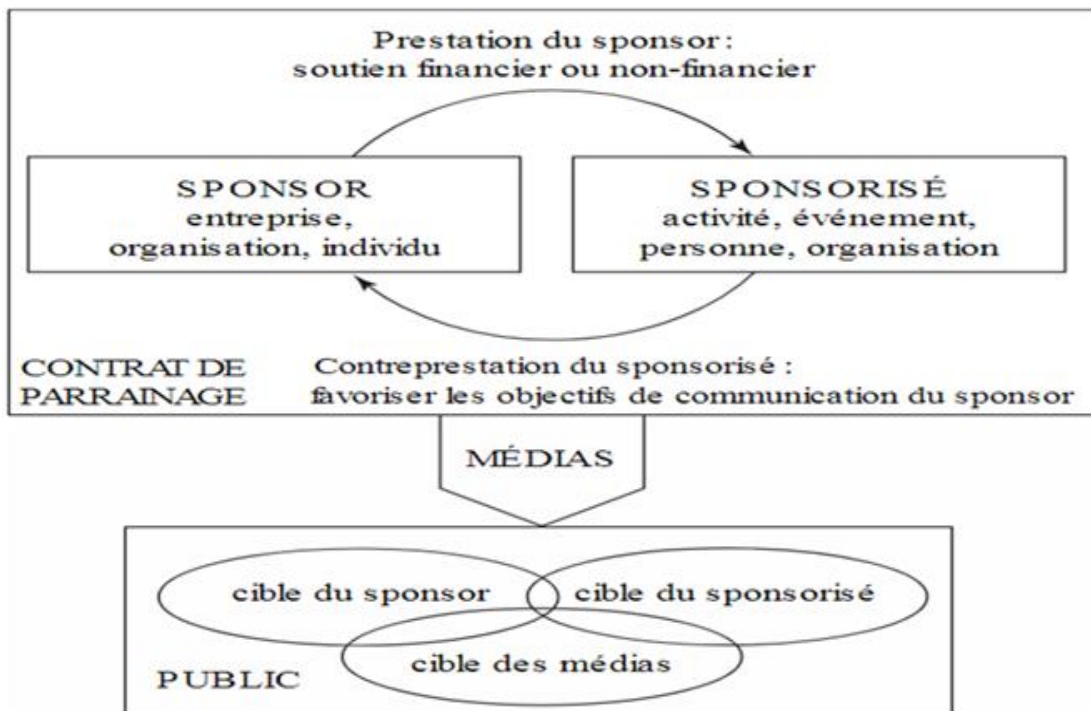 Prestation du sponsor :
soutien financier ou non-financier
SPONSOR
entreprise,
organisation, individu
SPONSORISÉ
activité, événement,
personne, organisation
CONTRAT DE
PARRAINAGE
Contreprestation du sponsorisé :
favoriser les objectifs de communication du sponsor
MÉDIAS
cible du sponsor
cible du sponsorisé
cible des médias
PUBLIC